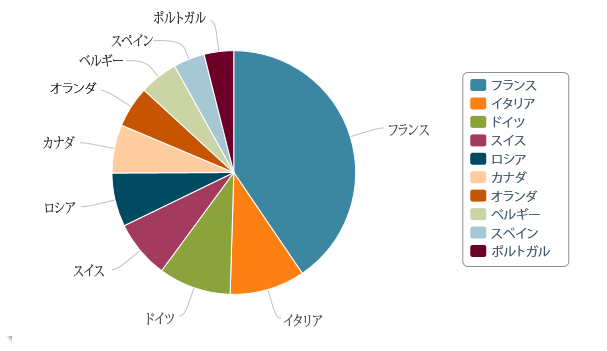 ポルトガル
スペイン
ベルギー
オランダ
カナダ
ロシア
スイス
ドイツ
イタリア
フランス
フランス
イタリア
ドイツ
スイス
ロシア
カナダ
オランダ
ベルギー
スペイン
ポルトガル